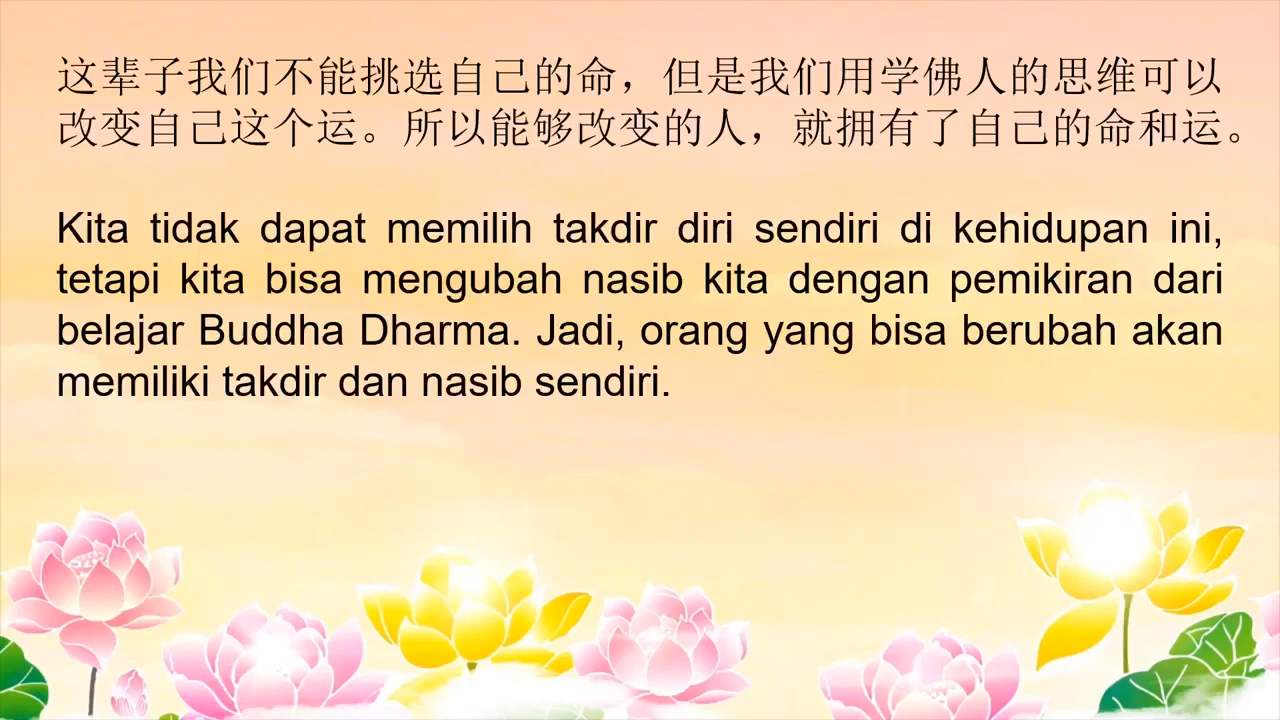 这辈子我们不能挑选自己的命，但是我们用学佛人的思维可以
改变自己这个运。所以能够改变的人，就拥有了自己的命和运。
Kita tidak dapat memilih takdir diri sendiri di kehidupan ini,
tetapi kita bisa mengubah nasib kita dengan pemikiran dari
belajar Buddha Dharma. Jadi, orang yang bisa berubah akan
memiliki takdir dan nasib sendiri.